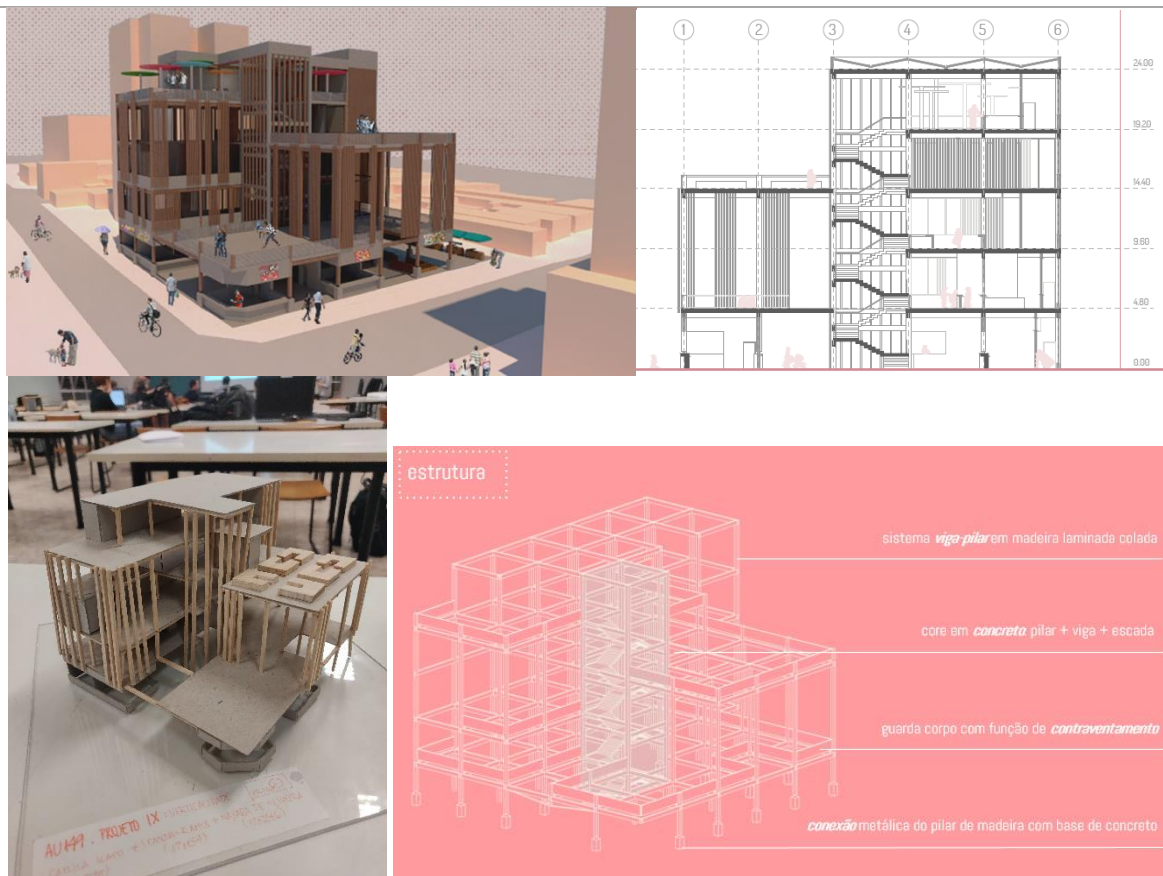 1 2 3 4 5 6
24.00
19.20
14.40
9.60
4.80
0.00
estrutura
sistema viga-pilar em madeira laminada colada
core em concreto: pilar + viga + escada
guarda corpo com função de contraventamento
conexão metálica do pilar de madeira com base de concreto
PROJETO IX